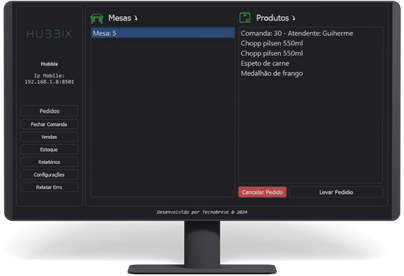 HUBBIX
Hubbix
Ip Mobile:
192.168.1.8:8501
Pedidos
Fechar Comanda
Vendas
Estoque
Relatórios
Configurações
Relatar Erro
Mesas
Mesa: 5
Produtos
Comanda: 30 - Atendente: Guilherme
Chopp pilsen 550ml
Chopp pilsen 550ml
Espeto de carne
Medalhão de frango
Cancelar Pedido
Levar Pedidio
Desenvolvido por Tecnobreve © 2024